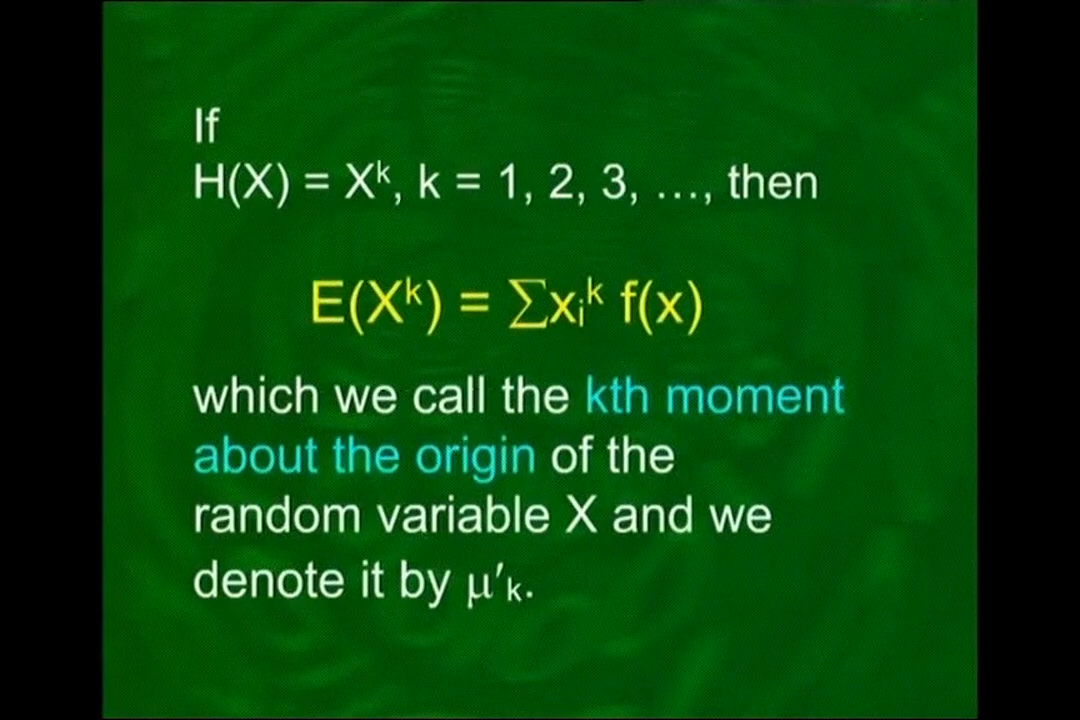 If
H(X) = Xᵏ, k = 1, 2, 3, ..., then
E(Xᵏ) = ∑xᵢᵏ f(x)
which we call the kth moment
about the origin of the
random variable X and we
denote it by μ′ₖ.